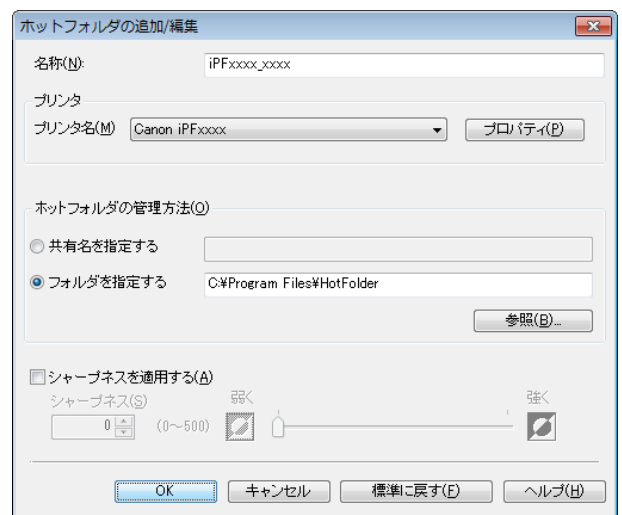 ホットフォルダの追加/編集
名称(N): iPFxxxx_xxxx
プリンタ
プリンタ名(M) Canon iPFxxxx プロパティ(P)
ホットフォルダの管理方法(O)
共有名を指定する
フォルダを指定する C:¥Program Files¥HotFolder
参照(B)...
シャープネスを適用する(A)
シャープネス(S) 弱く 強く
0 (0～500)
OK キャンセル 標準に戻す(F) ヘルプ(H)